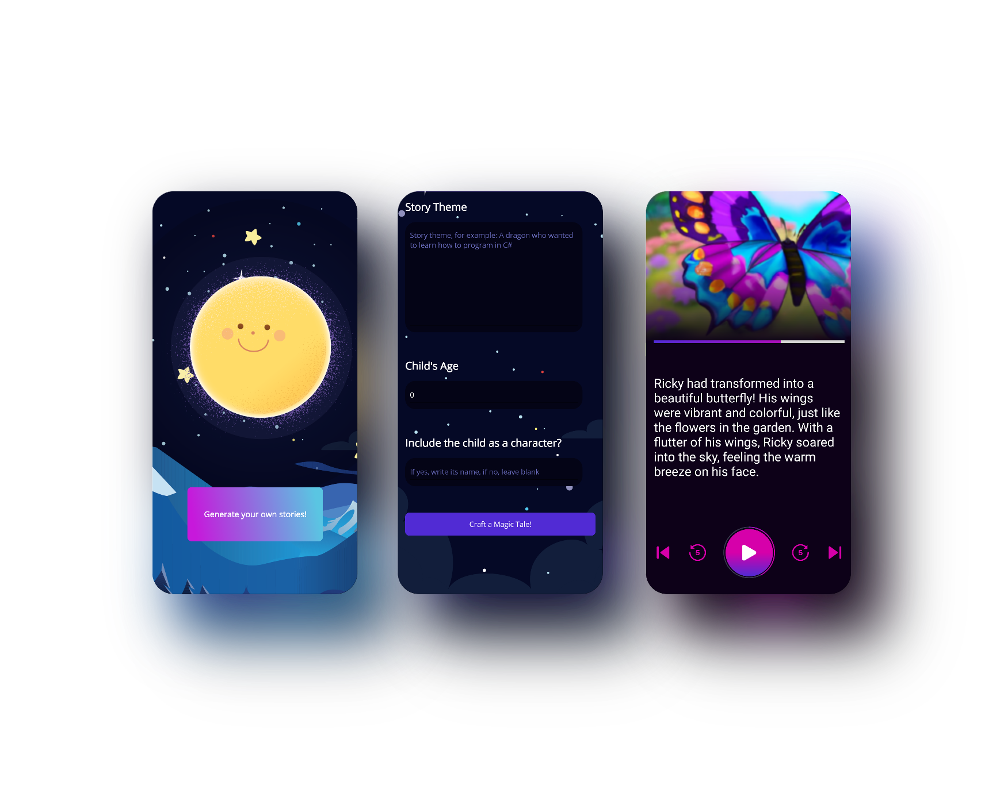 Generate your own stories!
Story Theme
Story theme, for example: A dragon who wanted
to learn how to program in C#
Child's Age
0
Include the child as a character?
If yes, write its name, if no, leave blank
Craft a Magic Tale!
Ricky had transformed into a
beautiful butterfly! His wings
were vibrant and colorful, just like
the flowers in the garden. With a
flutter of his wings, Ricky soared
into the sky, feeling the warm
breeze on his face.
5
5